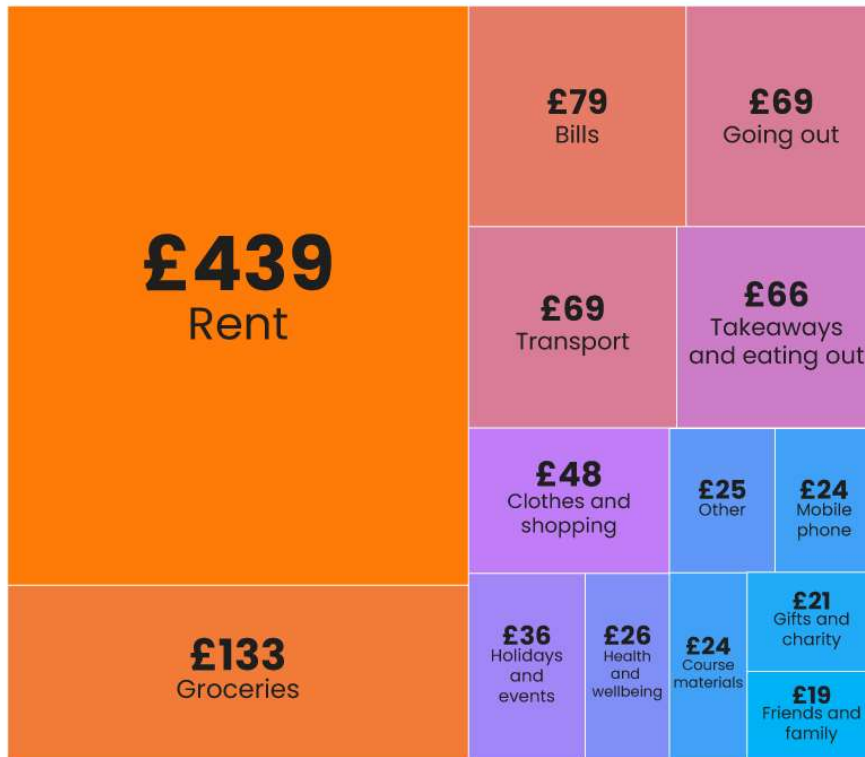 £439
Rent
£133
Groceries
£79
Bills
£69
Going out
£69
Transport
£66
Takeaways
and eating out
£48
Clothes and
shopping
£25
Other
£24
Mobile
phone
£36
Holidays
and
events
£26
Health
and
wellbeing
£24
Course
materials
£21
Gifts and
charity
£19
Friends and
family